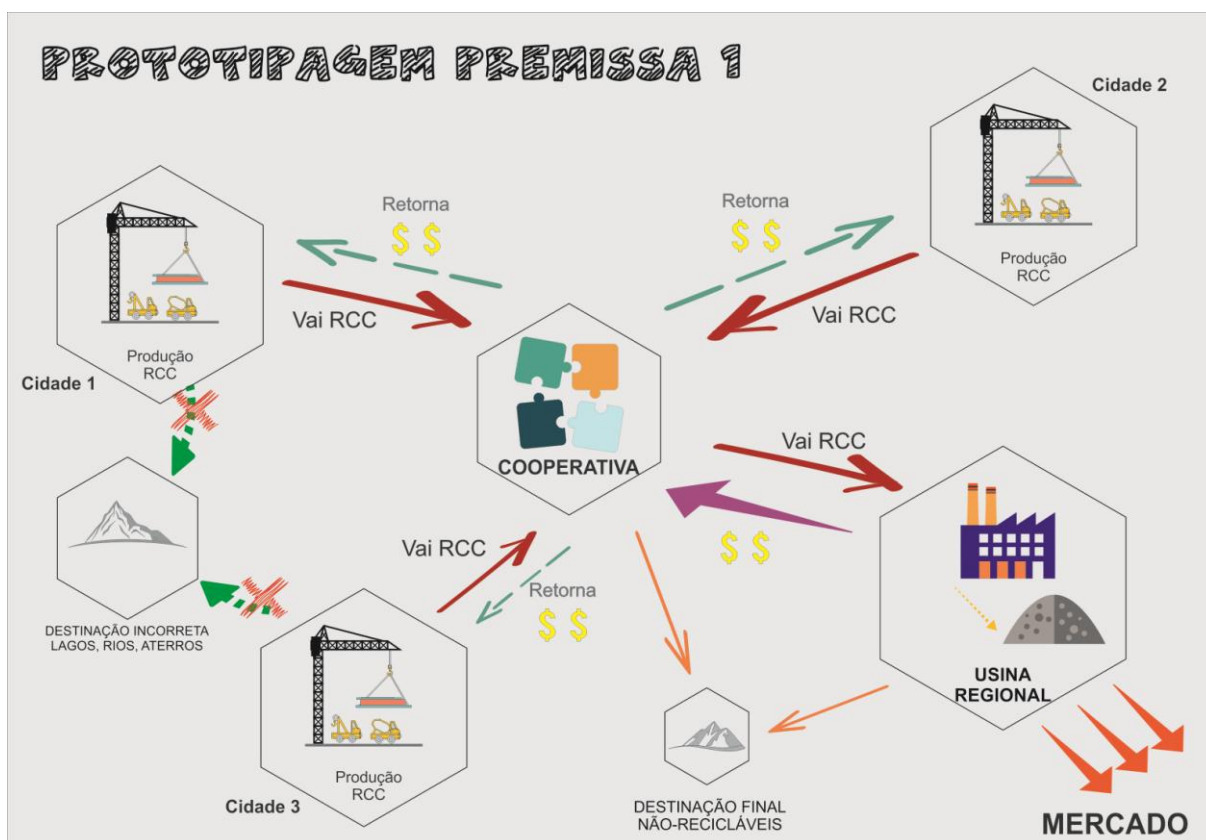 PROTOTIPAGEM PREMISSA 1
Cidade 2
Produção
RCC
Retorna
$ $
Retorna
$ $
Vai RCC
Vai RCC
Produção
RCC
Cidade 1
COOPERATIVA
Vai RCC
$ $
Vai RCC
Retorna
$ $
DESTINAÇÃO INCORRETA
LAGOS, RIOS, ATERROS
USINA
REGIONAL
Produção
RCC
Cidade 3
DESTINAÇÃO FINAL
NÃO-RECICLÁVEIS
MERCADO